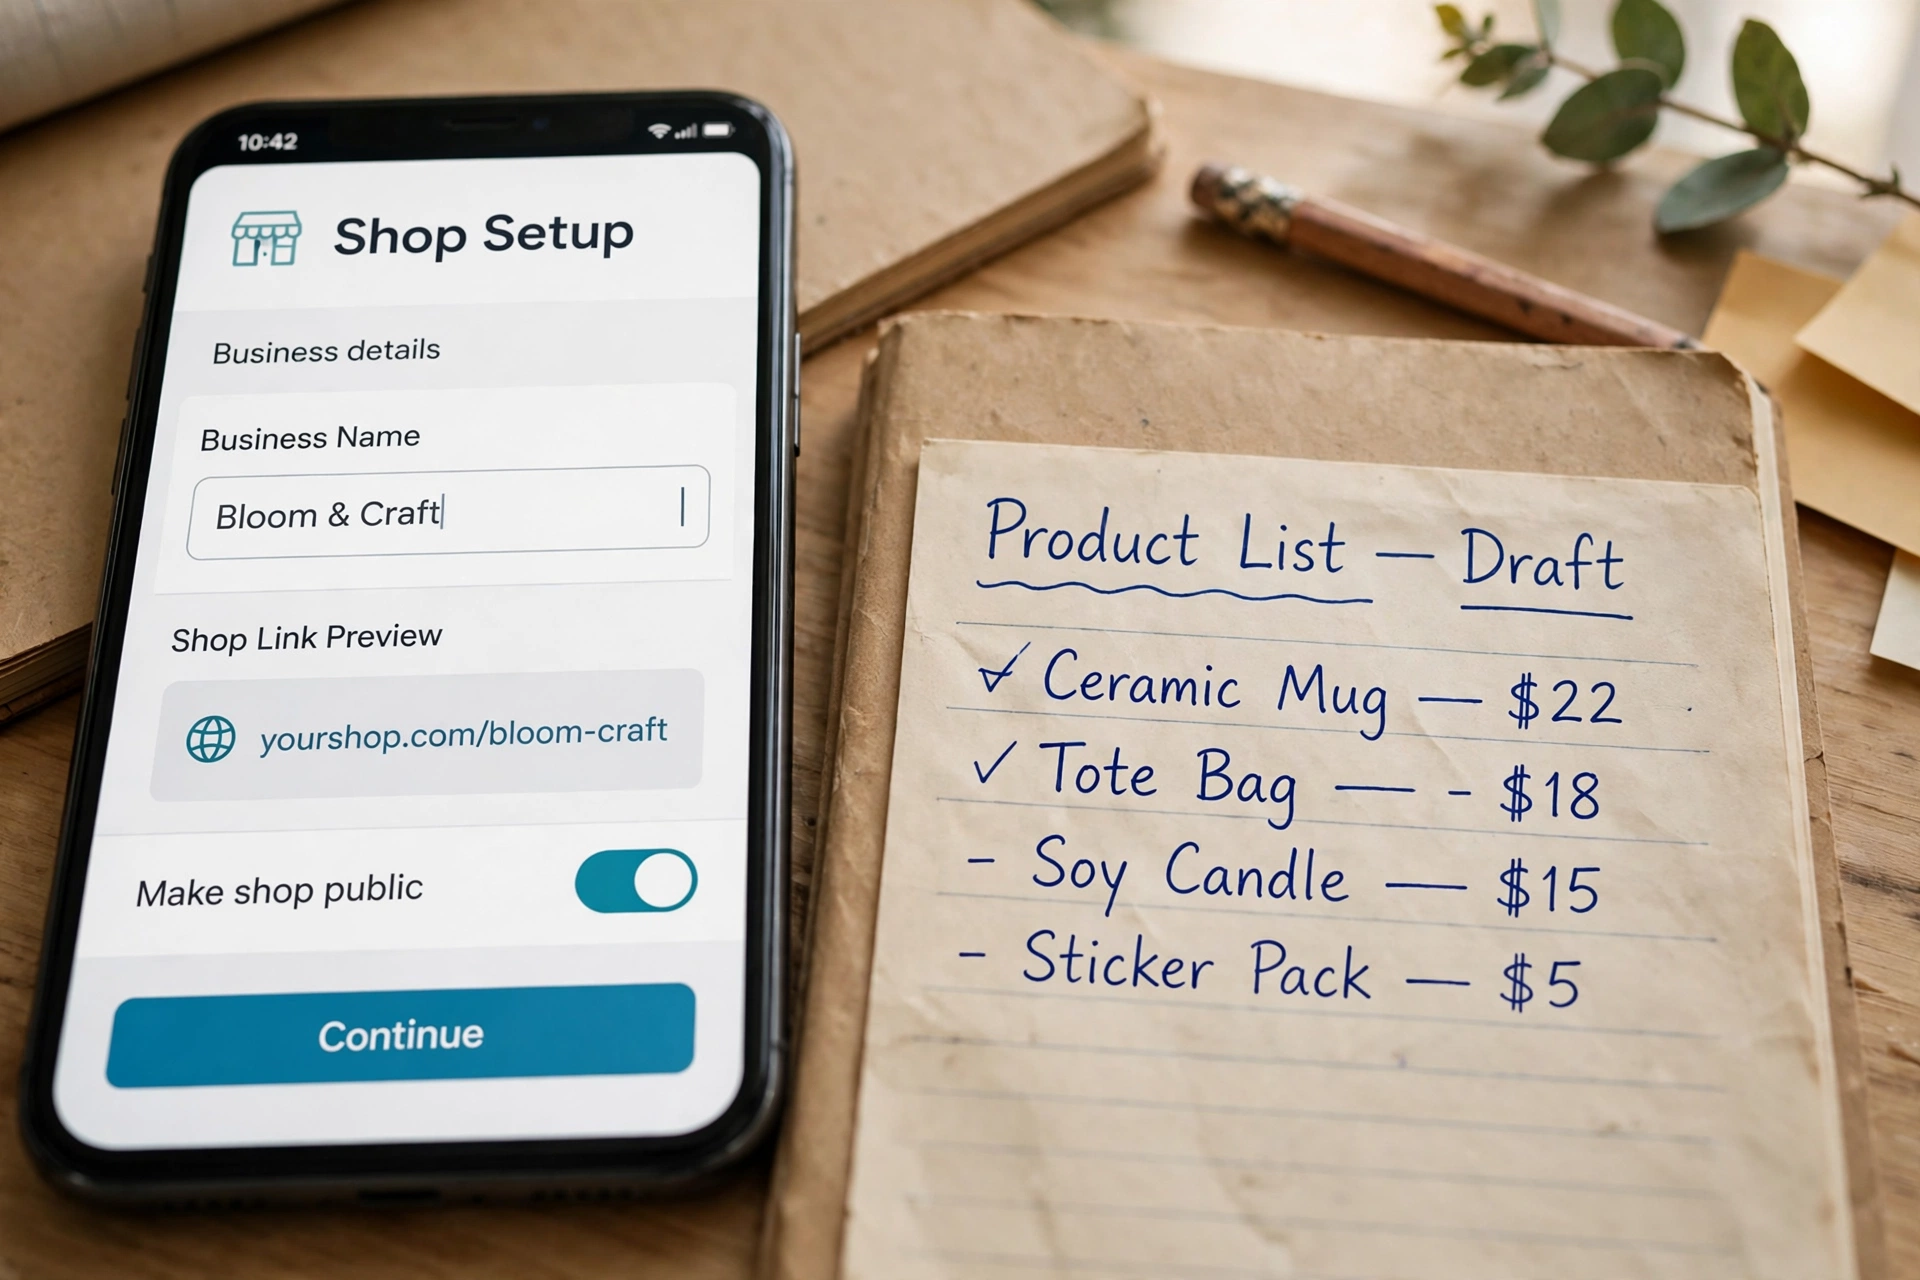 10:42
Shop Setup
Business details
Business Name
Bloom & Craft
Shop Link Preview
yourshop.com/bloom-craft
Make shop public
Continue
Product List — Draft
✓ Ceramic Mug — $22
✓ Tote Bag — - $18
- Soy Candle — $15
- Sticker Pack — $5